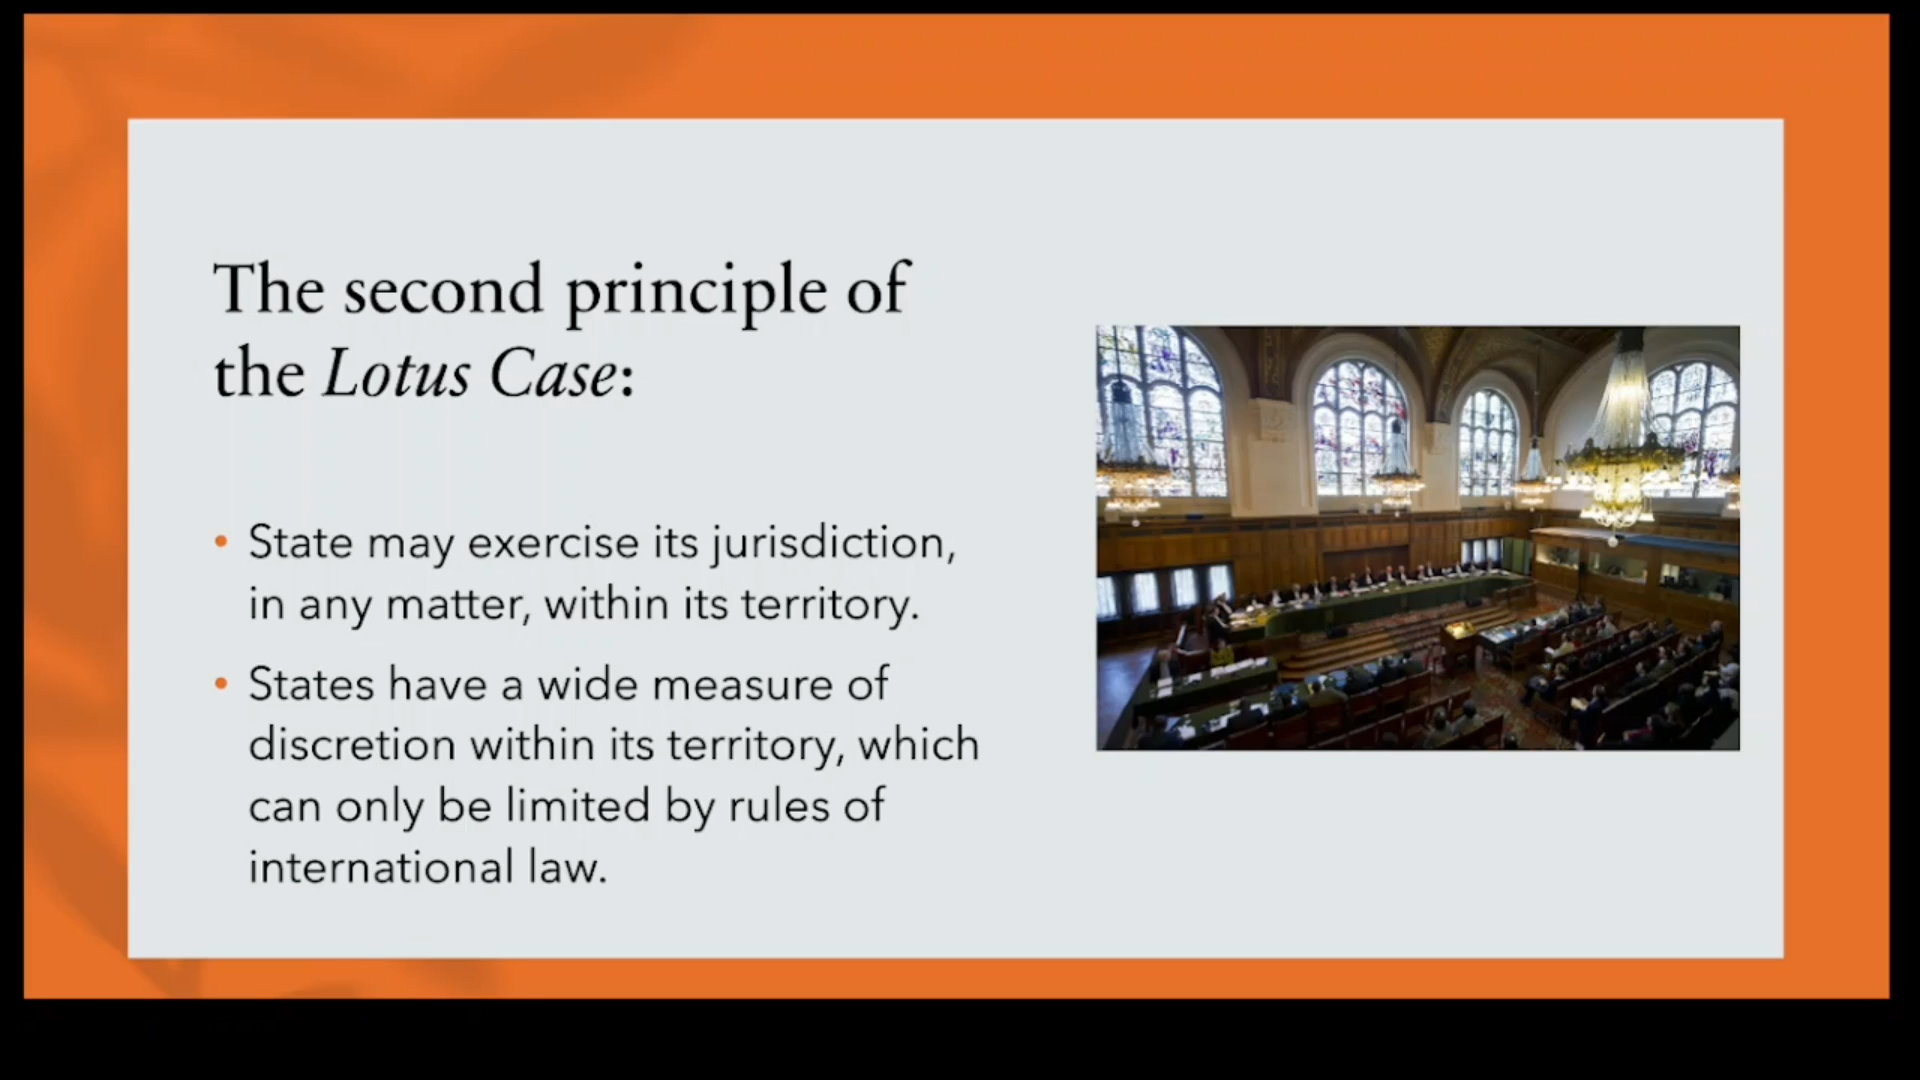 The second principle of
the Lotus Case:
• State may exercise its jurisdiction,
in any matter, within its territory.
• States have a wide measure of
discretion within its territory, which
can only be limited by rules of
international law.